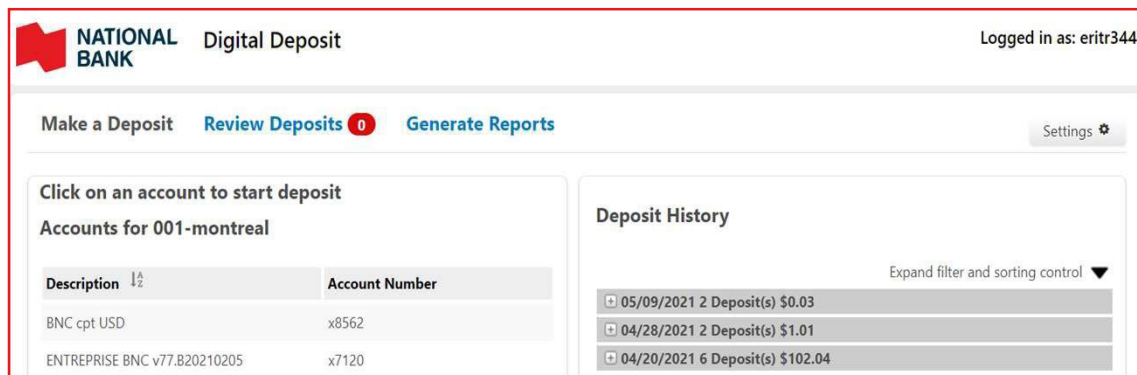 NATIONAL
BANK
Digital Deposit
Logged in as: eritr344
Make a Deposit Review Deposits 0 Generate Reports
Settings
Click on an account to start deposit
Accounts for 001-montreal
Description Account Number
BNC cpt USD x8562
ENTREPRISE BNC v77.B20210205 x7120
Deposit History
Expand filter and sorting control
05/09/2021 2 Deposit(s) $0.03
04/28/2021 2 Deposit(s) $1.01
04/20/2021 6 Deposit(s) $102.04